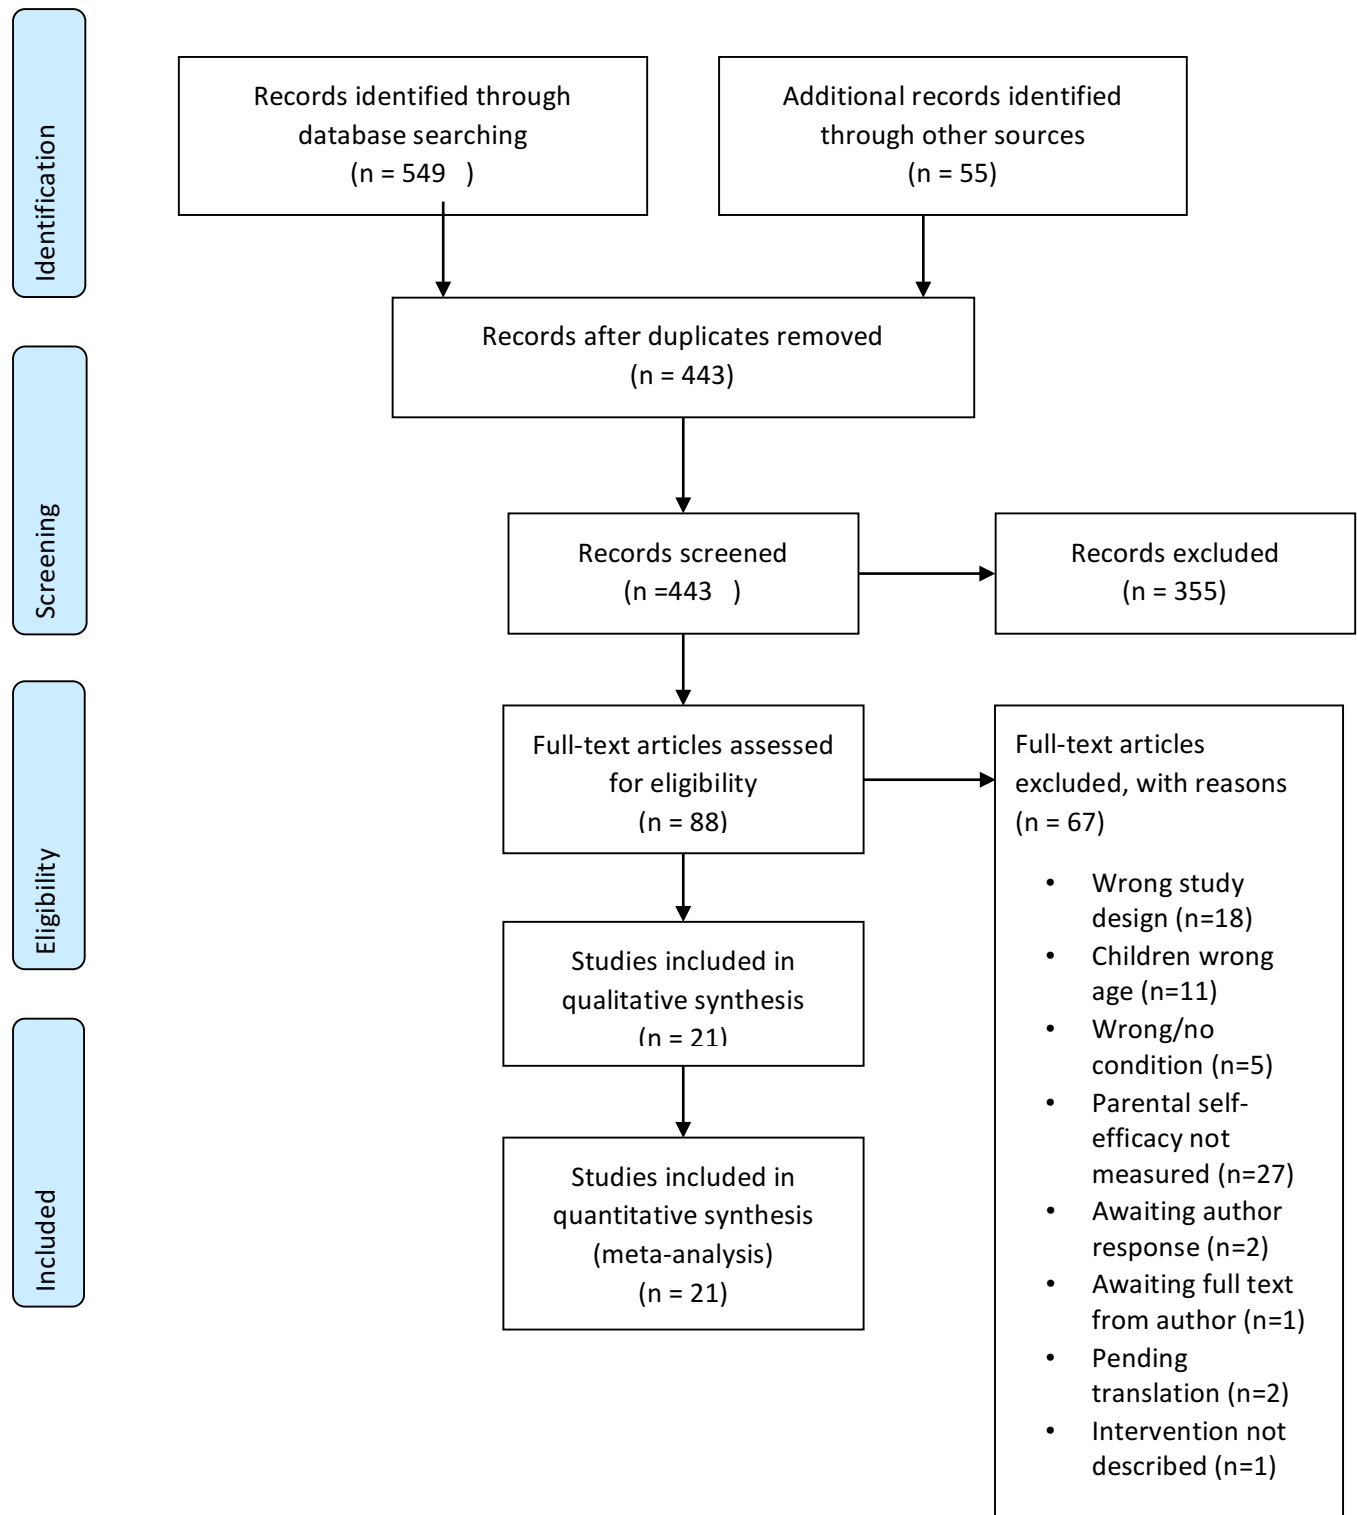 Identification
Records identified through
database searching
(n = 549   )
Additional records identified
through other sources
(n = 55)
Records after duplicates removed
(n = 443)
Screening
Records screened
(n =443   )
Records excluded
(n = 355)
Eligibility
Full-text articles assessed
for eligibility
(n = 88)
Full-text articles
excluded, with reasons
(n = 67)
• Wrong study
design (n=18)
• Children wrong
age (n=11)
• Wrong/no
condition (n=5)
• Parental self-
efficacy not
measured (n=27)
• Awaiting author
response (n=2)
• Awaiting full text
from author (n=1)
• Pending
translation (n=2)
• Intervention not
described (n=1)
Studies included in
qualitative synthesis
(n = 21)
Included
Studies included in
quantitative synthesis
(meta-analysis)
(n = 21)